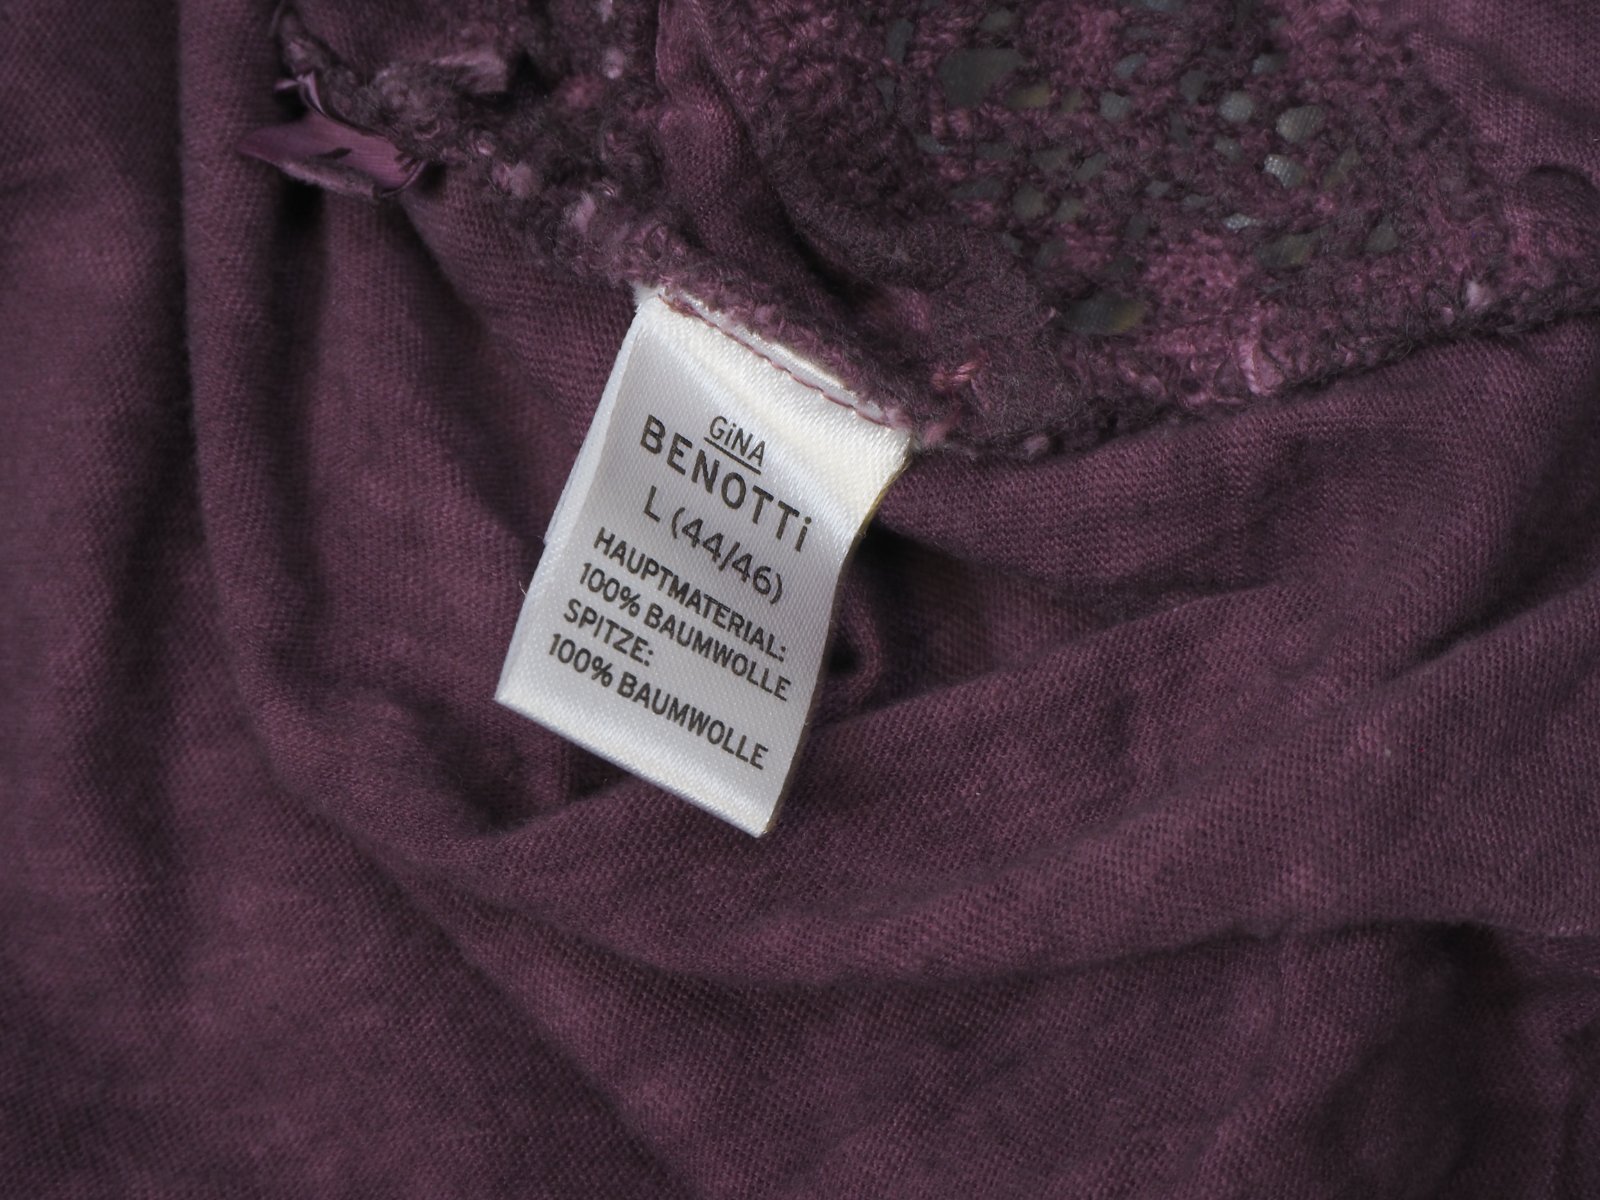 GiNA
BENOTTi
L (44/46)
HAUPTMATERIAL:
100% BAUMWOLLE
SPITZE:
100% BAUMWOLLE